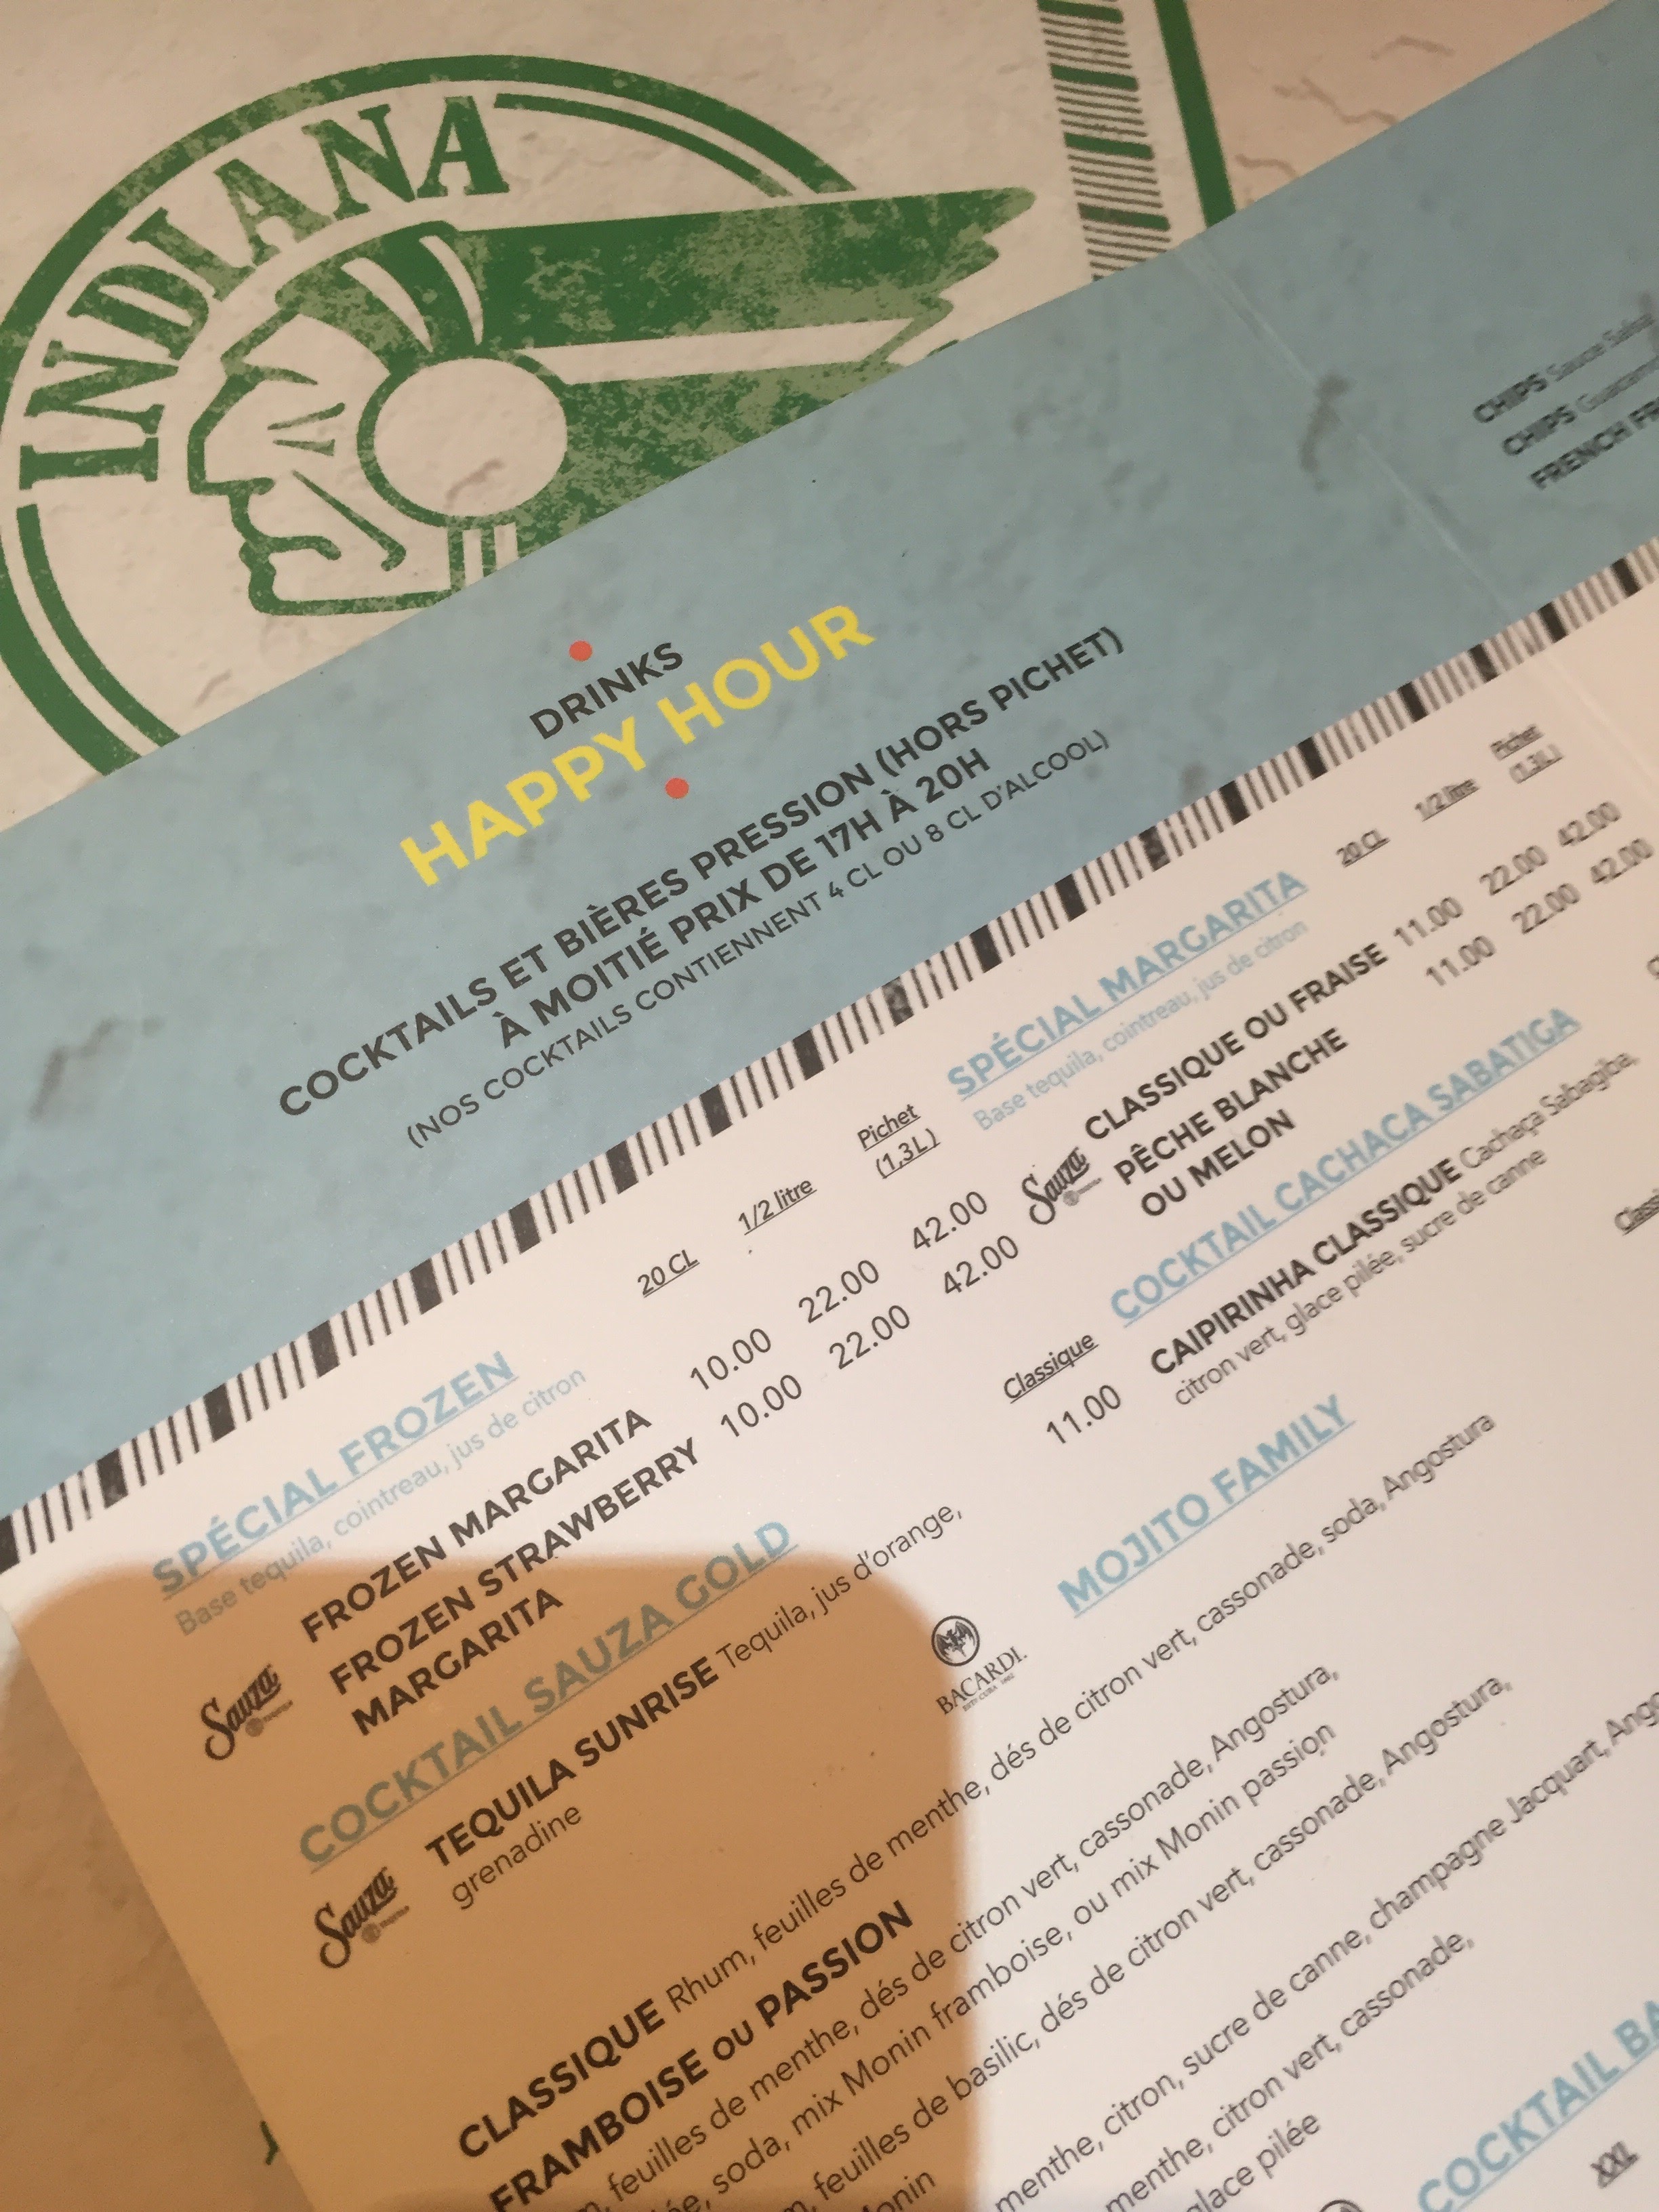 INDIANA
DRINKS
HAPPY HOUR
COCKTAILS ET BIÈRES PRESSION (HORS PICHET)
À MOITIÉ PRIX DE 17H À 20H
(NOS COCKTAILS CONTIENNENT 4 CL OU 8 CL D'ALCOOL)
CHIPS Sauce
CHIPS
FRENCH
20 CL 1/2 litre Pichet
(1,3L)
SPÉCIAL FROZEN
Base tequila, cointreau, jus de citron
Sauza
FROZEN MARGARITA 10.00 22.00 42.00
FROZEN STRAWBERRY 10.00 22.00 42.00
MARGARITA
COCKTAIL SAUZA GOLD
Sauza
TEQUILA SUNRISE Tequila, jus d'orange,
grenadine
Classique
11.00
20 CL 1/2 litre Pichet
(1,3L)
SPÉCIAL MARGARITA
Base tequila, cointreau, jus de citron
Sauza
CLASSIQUE OU FRAISE 11.00 22.00 42.00
PÊCHE BLANCHE 11.00 22.00 42.00
OU MELON
COCKTAIL CACHACA SABATIGA
CAIPIRINHA CLASSIQUE Cachaça Sabagiba,
citron vert, glace pilée, sucre de canne
MOJITO FAMILY
BACARDI
CLASSIQUE Rhum, feuilles de menthe, dés de citron vert, cassonade, soda, Angostura
FRAMBOISE OU PASSION
feuilles de menthe, dés de citron vert, cassonade, Angostura,
soda, mix Monin framboise, ou mix Monin passion
feuilles de basilic, dés de citron vert, cassonade, Angostura,
Monin
menthe, citron, sucre de canne, champagne Jacquart,
menthe, citron vert, cassonade,
glace pilée
COCKTAIL
XXL